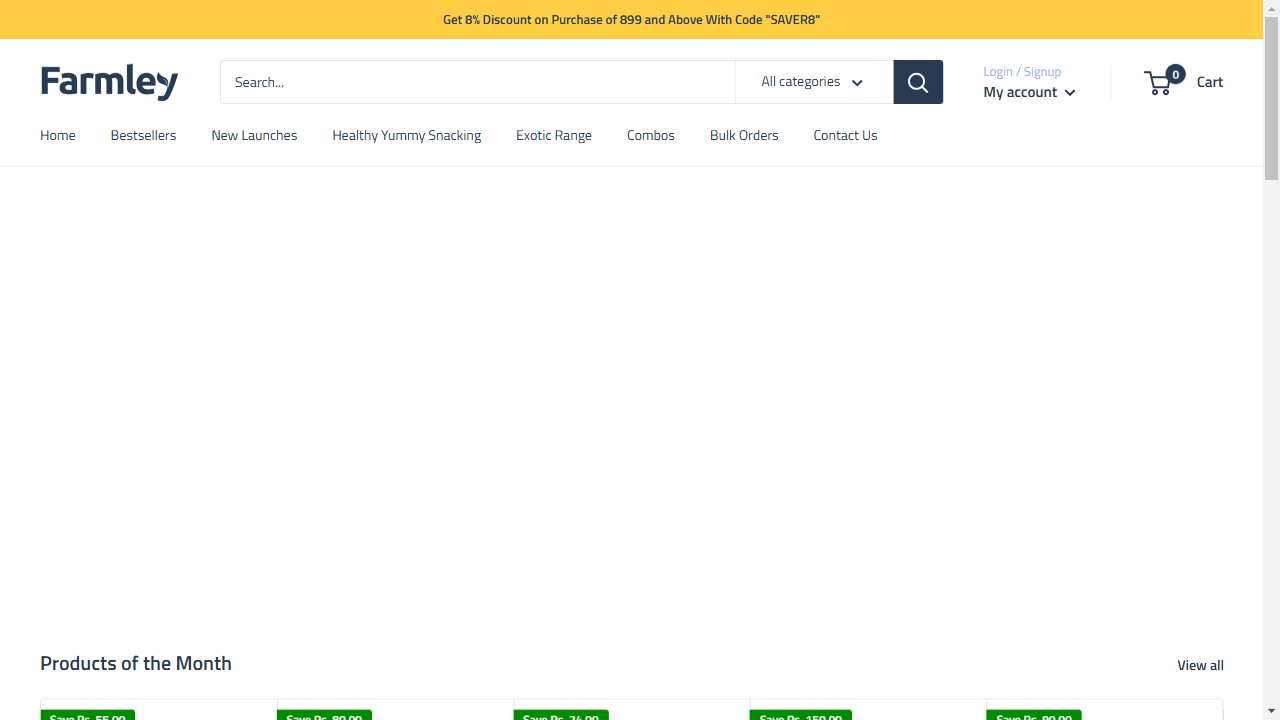 Get 8% Discount on Purchase of 899 and Above With Code "SAVER8"
Farmley
Search...
All categories
Login / Signup
My account
0
Cart
Home
Bestsellers
New Launches
Healthy Yummy Snacking
Exotic Range
Combos
Bulk Orders
Contact Us
Products of the Month
View all
Save Rs. 55.00
Save Rs. 80.00
Save Rs. 24.00
Save Rs. 150.00
Save Rs. 90.00